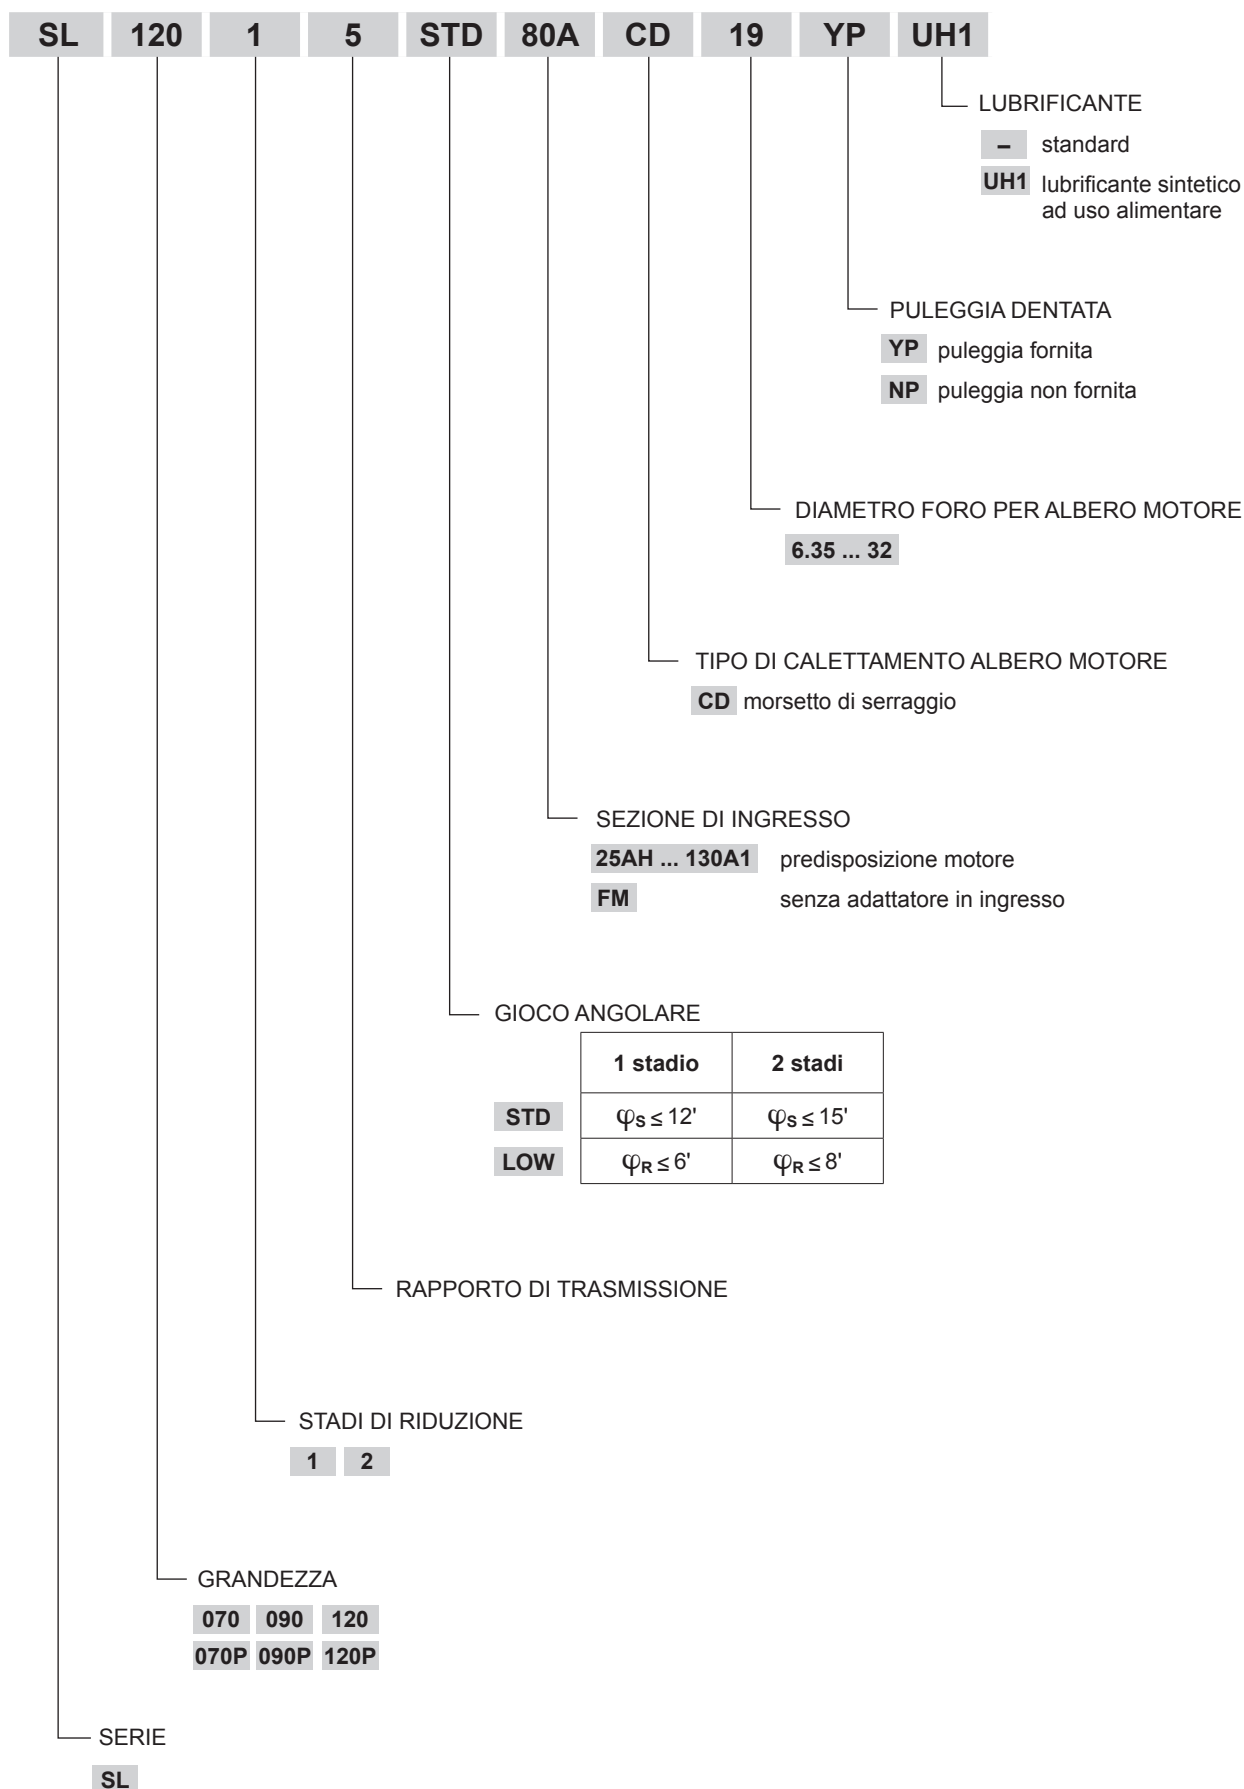 SL 120 1 5 STD 80A CD 19 YP UH1
LUBRIFICANTE
– standard
UH1 lubrificante sintetico
ad uso alimentare
PULEGGIA DENTATA
YP puleggia fornita
NP puleggia non fornita
DIAMETRO FORO PER ALBERO MOTORE
6.35 ... 32
TIPO DI CALETTAMENTO ALBERO MOTORE
CD morsetto di serraggio
SEZIONE DI INGRESSO
25AH ... 130A1 predisposizione motore
FM senza adattatore in ingresso
GIOCO ANGOLARE
1 stadio 2 stadi
STD φS ≤ 12' φS ≤ 15'
LOW φR ≤ 6' φR ≤ 8'
RAPPORTO DI TRASMISSIONE
STADI DI RIDUZIONE
1 2
GRANDEZZA
070 090 120
070P 090P 120P
SERIE
SL